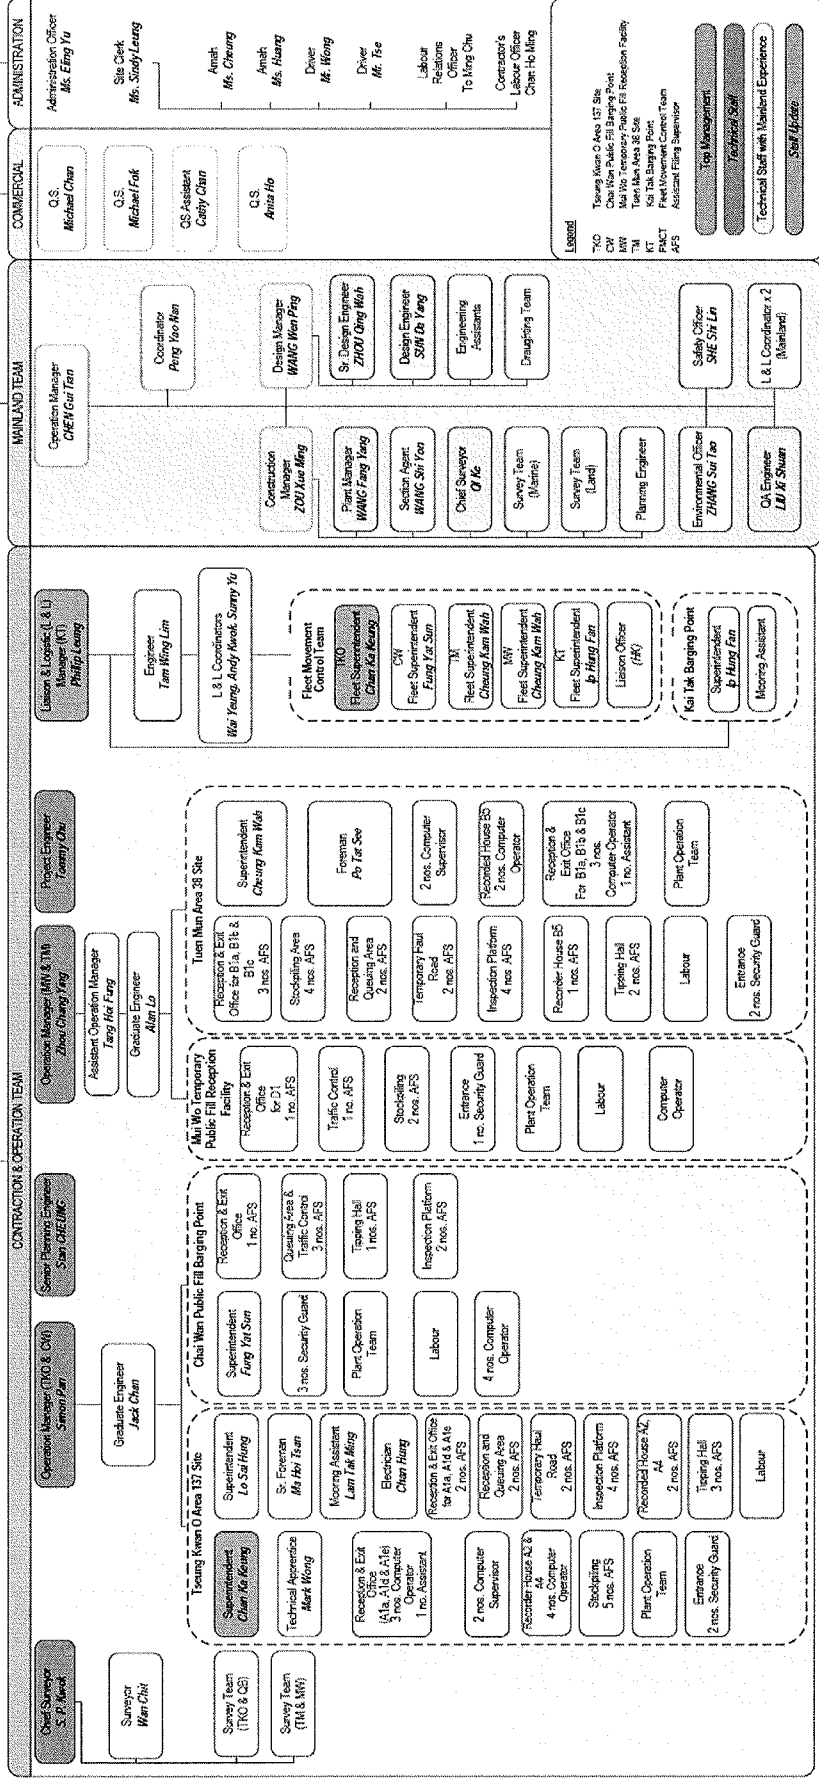 CONTRACTION & OPERATION TEAM
Chief Surveyor
S. P. Kwok
Surveyor
Wan Chit
Survey Team
(TKO & QB)
Survey Team
(TM & MW)
Operation Manager (TKO & CW)
Simon Pan
Graduate Engineer
Jack Chan
Senior Planning Engineer
Stan CHEUNG
Tseung Kwan O Area 137 Site
Superintendent
Chan Ka Keung
Technical Apprentice
Mark Wong
Reception & Exit
Office
(A1a, A1d & A1e)
3 nos. Computer
Operator
1 no. Assistant
2 nos. Computer
Supervisor
Recorder House A2 &
A4
4 nos. Computer
Operator
Stockpiling
5 nos. AFS
Plant Operation
Team
Entrance
2 nos. Security Guard
Superintendent
Lo Sai Hung
Sr. Foreman
Ma Hoi Tsan
Mooring Assistant
Lam Tak Ming
Electrician
Chan Hung
Reception & Exit Office
for A1a, A1d & A1e
2 nos. AFS
Reception and
Queuing Area
2 nos. AFS
Temporary Haul
Road
2 nos. AFS
Inspection Platform
4 nos. AFS
Recorded House A2,
A4
2 nos. AFS
Tipping Hall
3 nos. AFS
Labour
Chai Wan Public Fill Barging Point
Superintendent
Fung Yat Sun
3 nos. Security Guard
Plant Operation
Team
Labour
4 nos. Computer
Operator
Reception & Exit
Office
1 no. AFS
Queuing Area &
Traffic Control
3 nos. AFS
Tipping Hall
1 nos. AFS
Inspection Platform
2 nos. AFS
Operation Manager (MW & TM)
Zhou Chang Ying
Assistant Operation Manager
Tang Hoi Fung
Graduate Engineer
Alan Lo
Project Engineer
Tommy Chu
Mui Wo Temporary
Public Fill Reception
Facility
Reception & Exit
Office
for D1
1 no. AFS
Traffic Control
1 no. AFS
Stockpiling
2 nos. AFS
Entrance
1 no. Security Guard
Plant Operation
Team
Labour
Computer
Operator
Tuen Mun Area 38 Site
Reception & Exit
Office for B1a, B1b &
B1c
3 nos. AFS
Stockpiling Area
4 nos. AFS
Reception and
Queuing Area
2 nos. AFS
Temporary Haul
Road
2 nos. AFS
Inspection Platform
4 nos. AFS
Recorder House B5
1 nos. AFS
Tipping Hall
2 nos. AFS
Labour
Entrance
2 nos. Security Guard
Superintendent
Cheung Kam Wah
Foreman
Po Tat See
2 nos. Computer
Supervisor
Recorded House B5
2 nos. Computer
Operator
Reception &
Exit Office
For B1a, B1b & B1c
3 nos.
Computer Operator
1 no. Assistant
Plant Operation
Team
Liaison & Logistic (L & L)
Manager (KT)
Phillip Leung
Engineer
Tam Wing Lim
L & L Coordinators
Wai Yeung, Andy Kwok, Sunny Yu
Fleet Movement
Control Team
TKO
Fleet Superintendent
Chan Ka Keung
CW
Fleet Superintendent
Fung Yat Sun
TM
Fleet Superintendent
Cheung Kam Wah
MW
Fleet Superintendent
Cheung Kam Wah
KT
Fleet Superintendent
Ip Hung Fan
Liaison Officer
(HK)
Kai Tak Barging Point
Superintendent
Ip Hung Fan
Mooring Assistant
MAINLAND TEAM
Operation Manager
CHEN Gui Tan
Coordinator
Peng Yao Nan
Construction
Manager
ZOU Xue Ming
Plant Manager
WANG Fang Yang
Section Agent
WANG Shi Yon
Chief Surveyor
QI Ke
Survey Team
(Marine)
Survey Team
(Land)
Planning Engineer
Environmental Officer
ZHANG Sui Tao
QA Engineer
LIU Xi Shuan
Design Manager
WANG Wen Ping
Sr. Design Engineer
ZHOU Qing Wah
Design Engineer
SUN De Yang
Engineering
Assistants
Draughting Team
Safety Officer
SHE Shi Lin
L & L Coordinator x 2
(Mainland)
COMMERCIAL
Q.S.
Michael Chan
Q.S.
Michael Fok
QS Assistant
Cathy Chan
Q.S.
Anita Ho
ADMINISTRATION
Administration Officer
Ms. Eling Yu
Site Clerk
Ms. Sindy Leung
Amah
Ms. Cheung
Amah
Ms. Huang
Driver
Mr. Wong
Driver
Mr. Tse
Labour
Relations
Officer
To Ming Chu
Contractor's
Labour Officer
Chan Ho Ming
Legend
TKO Tseung Kwan O Area 137 Site
CW Chai Wan Public Fill Barging Point
MW Mui Wo Temporary Public Fill Reception Facility
TM Tuen Mun Area 38 Site
KT Kai Tak Barging Point
FMCT Fleet Movement Control Team
AFS Assistant Filling Supervisor
Top Management
Technical Staff
Technical Staff with Mainland Experience
Staff Update